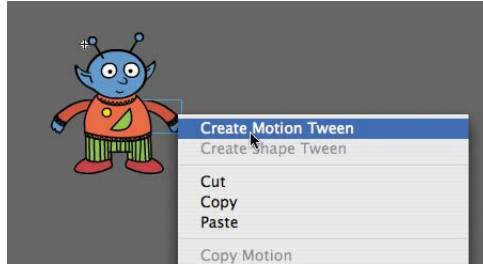 Create Motion Tween
Create Shape Tween
Cut
Copy
Paste
Copy Motion